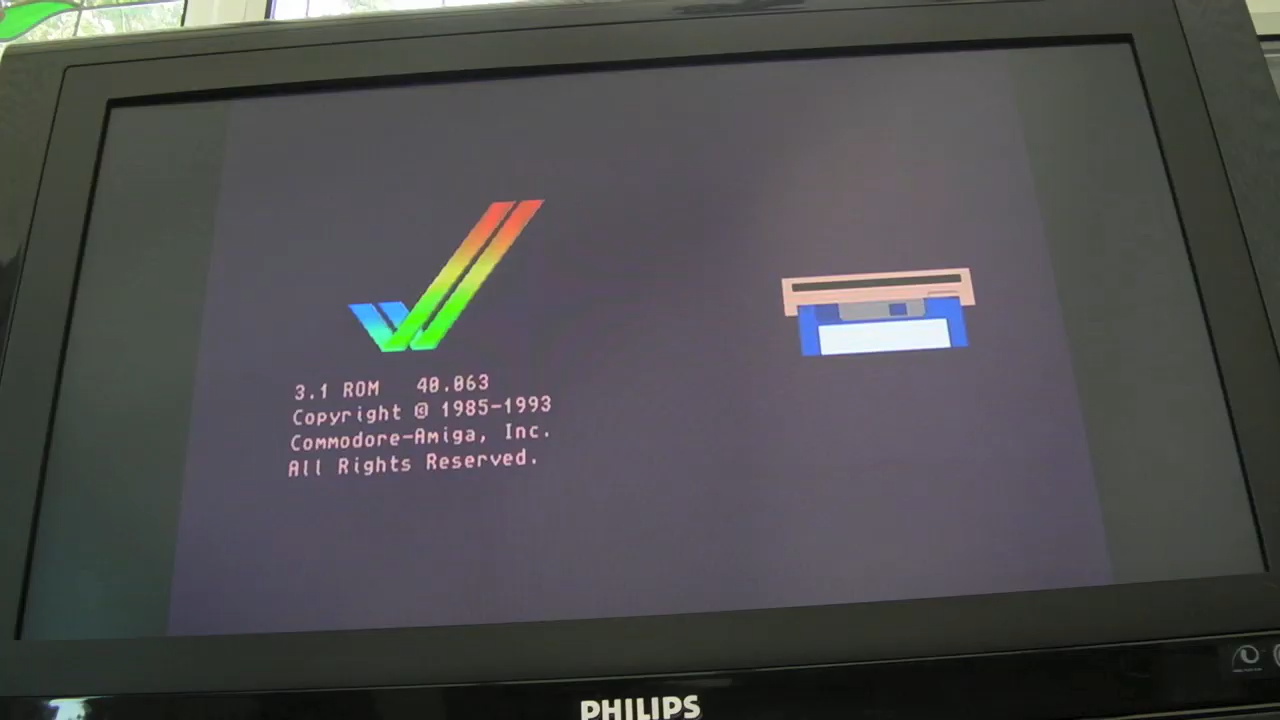 3.1 ROM 40.063
Copyright © 1985-1993
Commodore-Amiga, Inc.
All Rights Reserved.
PHILIPS